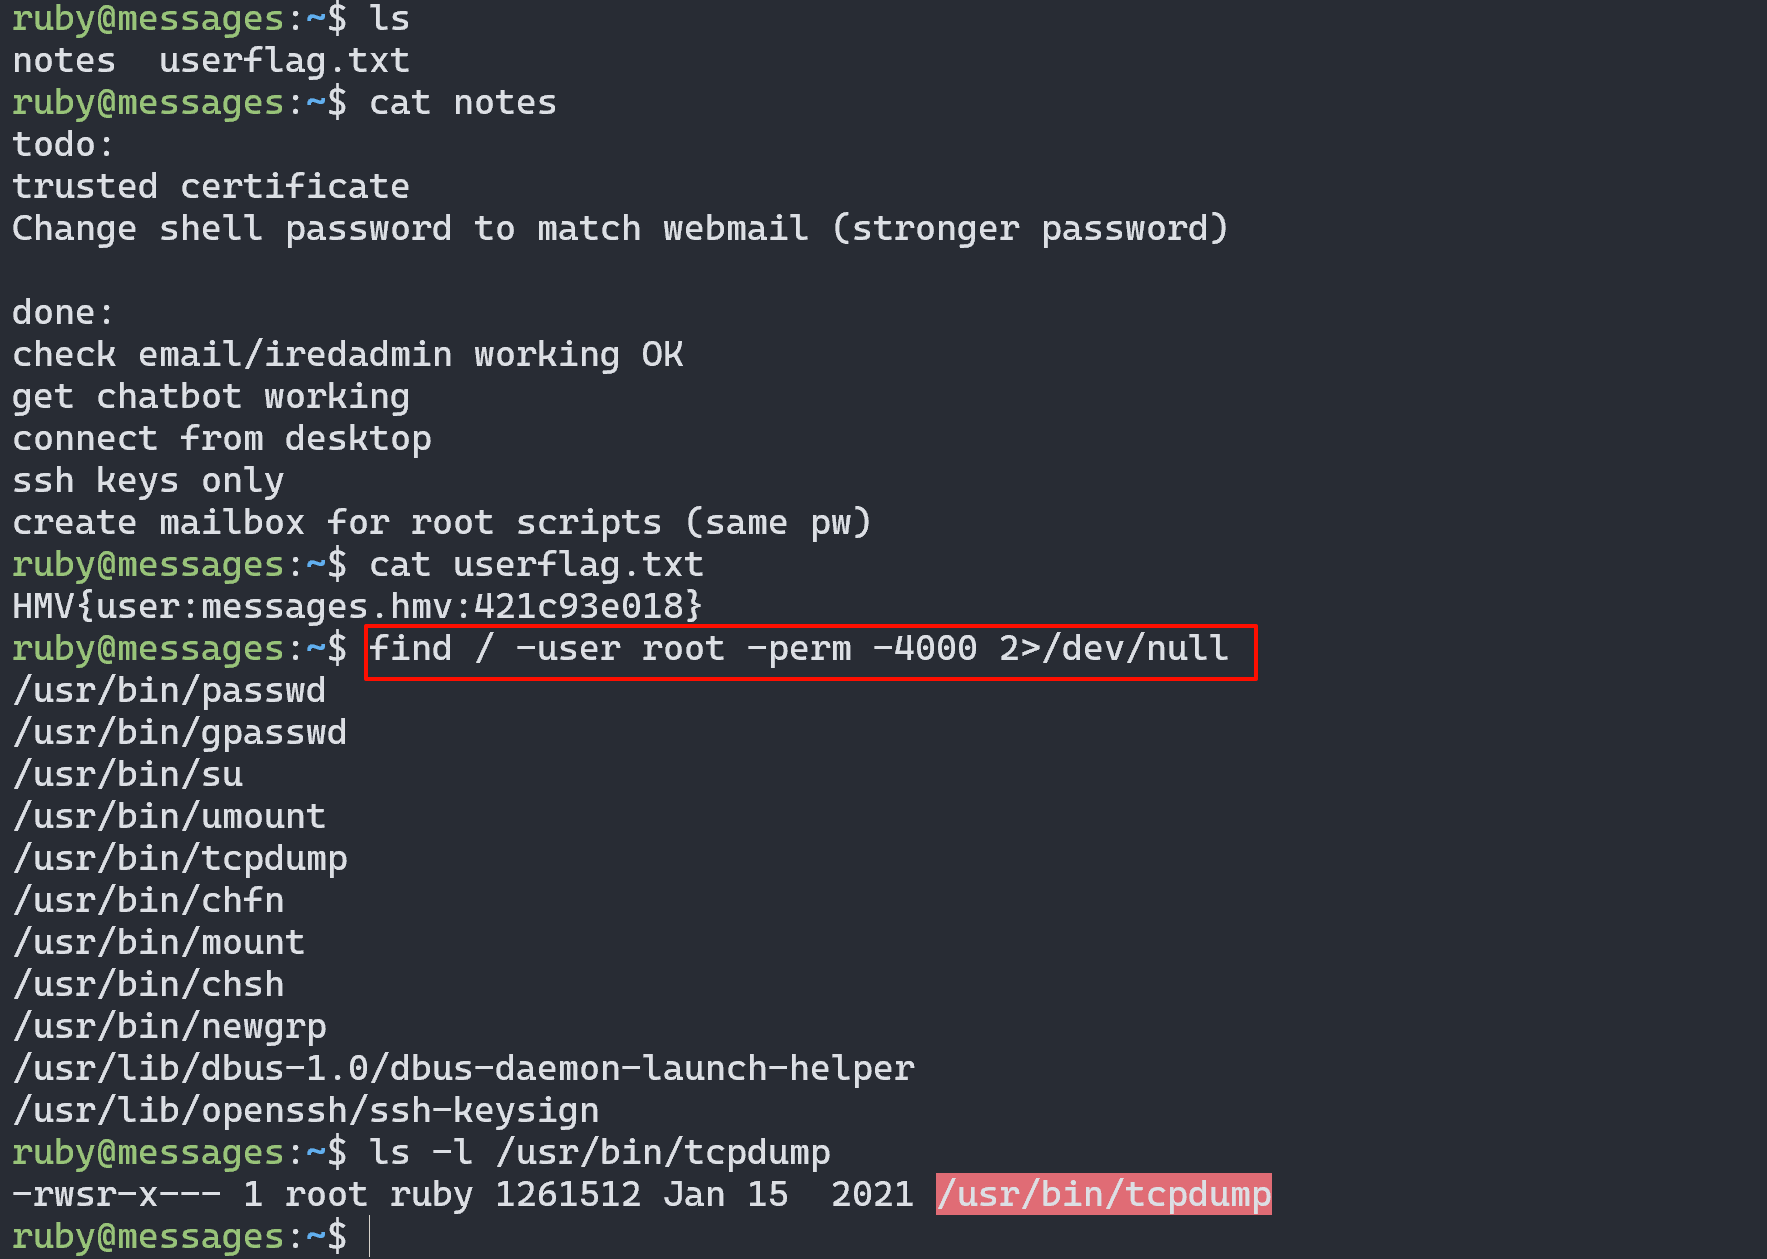 ruby@messages:~$ ls
notes  userflag.txt
ruby@messages:~$ cat notes
todo:
trusted certificate
Change shell password to match webmail (stronger password)

done:
check email/iredadmin working OK
get chatbot working
connect from desktop
ssh keys only
create mailbox for root scripts (same pw)
ruby@messages:~$ cat userflag.txt
HMV{user:messages.hmv:421c93e018}
ruby@messages:~$ find / -user root -perm -4000 2>/dev/null
/usr/bin/passwd
/usr/bin/gpasswd
/usr/bin/su
/usr/bin/umount
/usr/bin/tcpdump
/usr/bin/chfn
/usr/bin/mount
/usr/bin/chsh
/usr/bin/newgrp
/usr/lib/dbus-1.0/dbus-daemon-launch-helper
/usr/lib/openssh/ssh-keysign
ruby@messages:~$ ls -l /usr/bin/tcpdump
-rwsr-x--- 1 root ruby 1261512 Jan 15  2021 /usr/bin/tcpdump
ruby@messages:~$